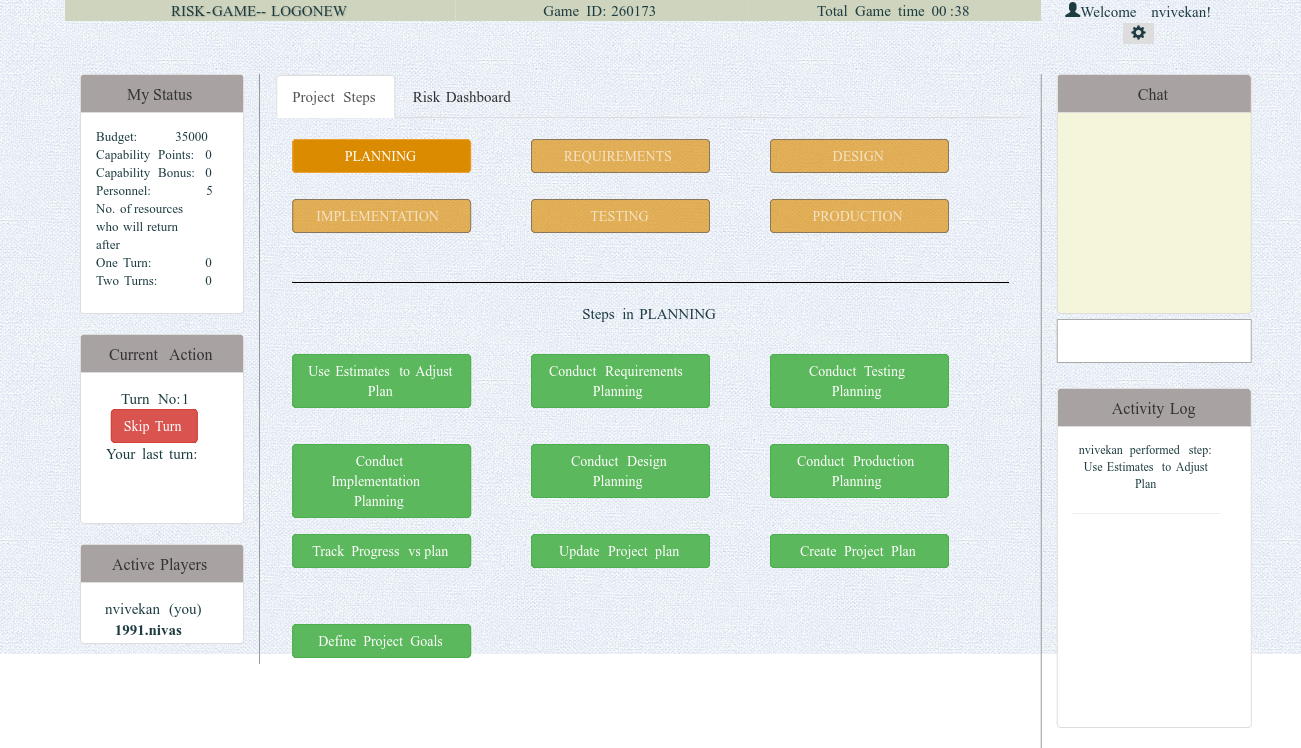 RISK-GAME-- LOGONEW
Game ID: 260173
Total Game time 00 :38
Welcome nvivekan!
My Status
Budget: 35000
Capability Points: 0
Capability Bonus: 0
Personnel: 5
No. of resources
who will return
after
One Turn: 0
Two Turns: 0
Current Action
Turn No:1
Skip Turn
Your last turn:
Active Players
nvivekan (you)
1991.nivas
Project Steps
Risk Dashboard
PLANNING
REQUIREMENTS
DESIGN
IMPLEMENTATION
TESTING
PRODUCTION
Steps in PLANNING
Use Estimates to Adjust
Plan
Conduct Requirements
Planning
Conduct Testing
Planning
Conduct
Implementation
Planning
Conduct Design
Planning
Conduct Production
Planning
Track Progress vs plan
Update Project plan
Create Project Plan
Define Project Goals
Chat
Activity Log
nvivekan performed step:
Use Estimates to Adjust
Plan